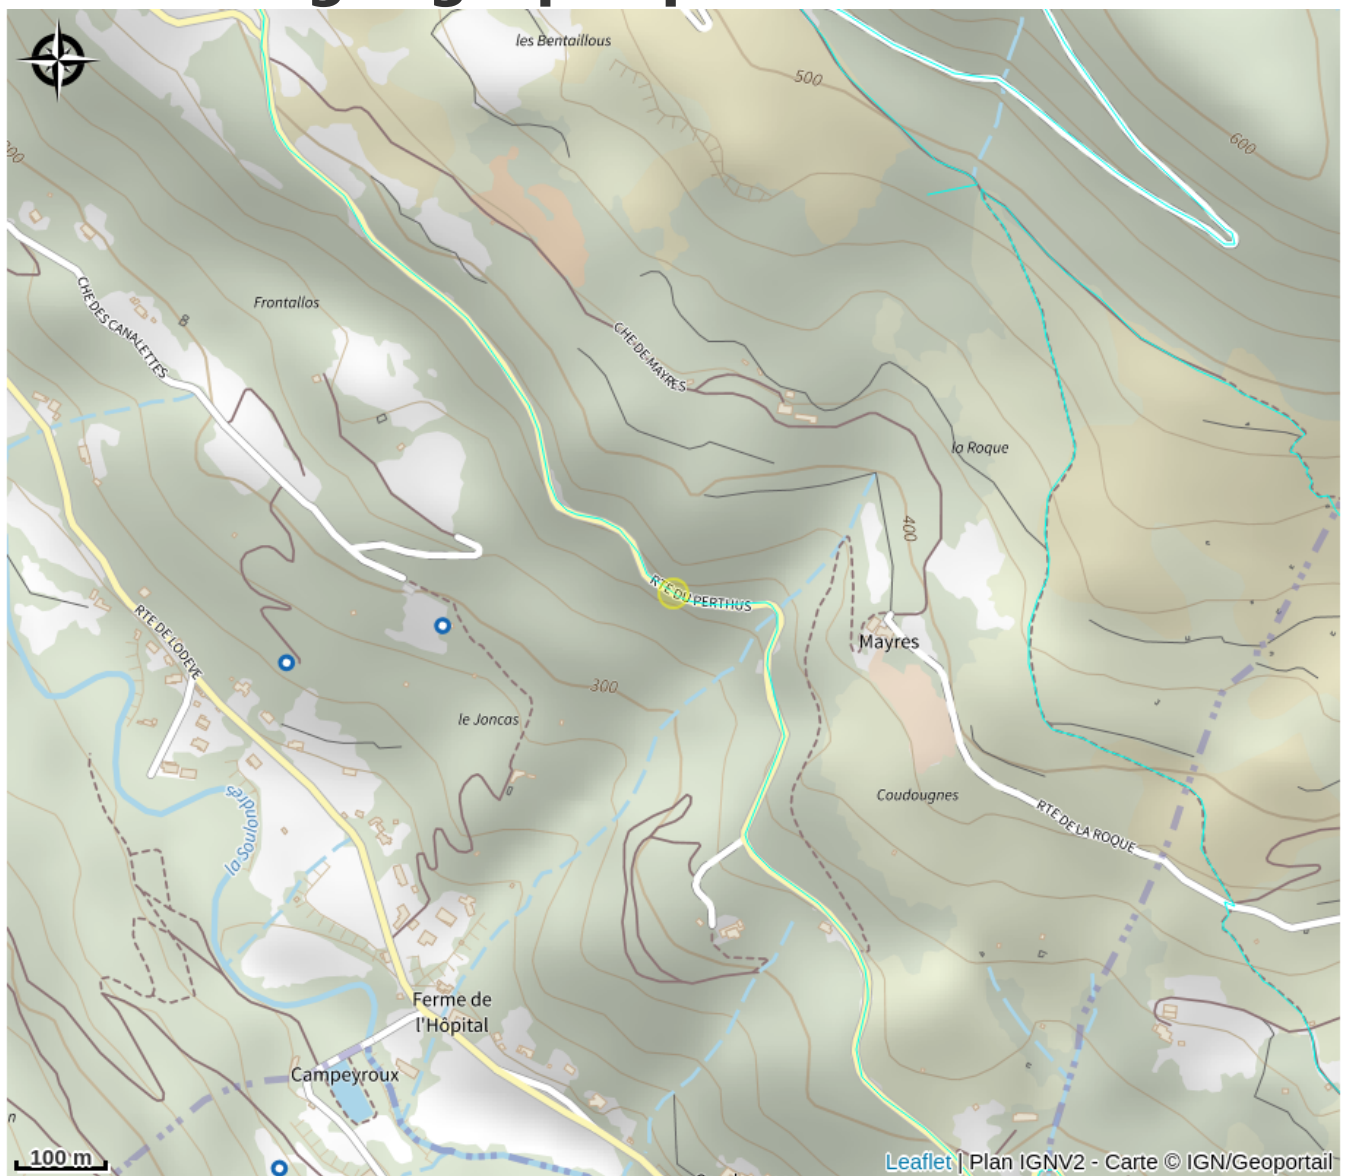 les Bentaillous
500
600
Frontallos
CHE DES CANALETTES
CHE DE MAYRES
la Roque
400
RTE DU PERTHUS
RTE DE LODEVE
Mayres
300
le Joncas
la Soulondres
Coudougnes
RTE DE LA ROQUE
Ferme de
l'Hôpital
Campeyroux
100 m
Leaflet | Plan IGNV2 - Carte © IGN/Geoportail